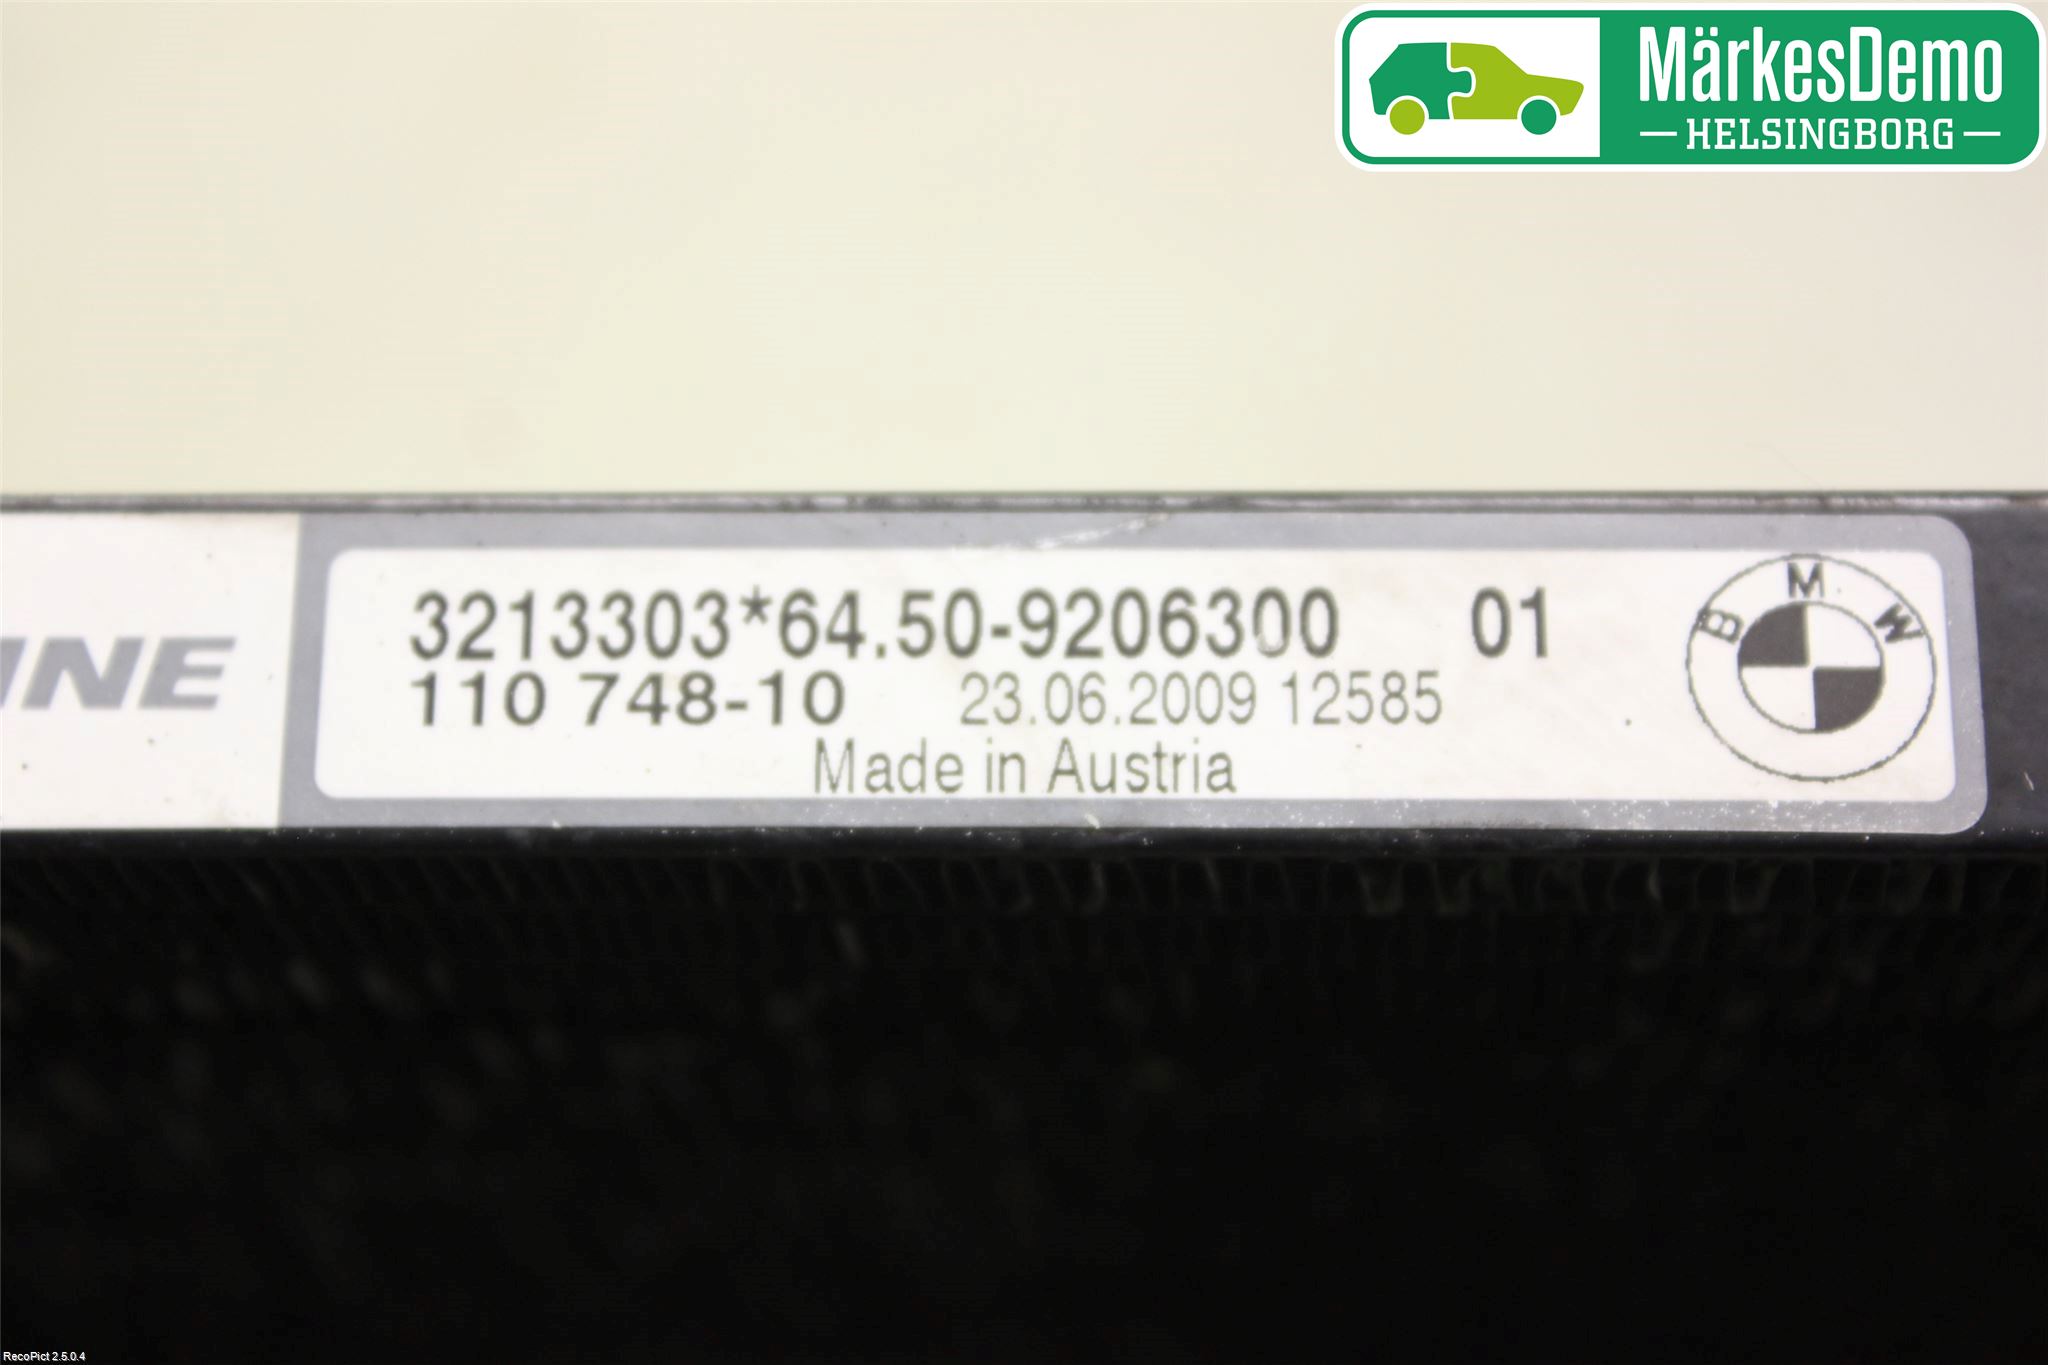 MärkesDemo
HELSINGBORG
INE
3213303*64.50-9206300 01
110 748-10 23.06.2009 12585
Made in Austria
BMW
RecoPict 2.5.0.4